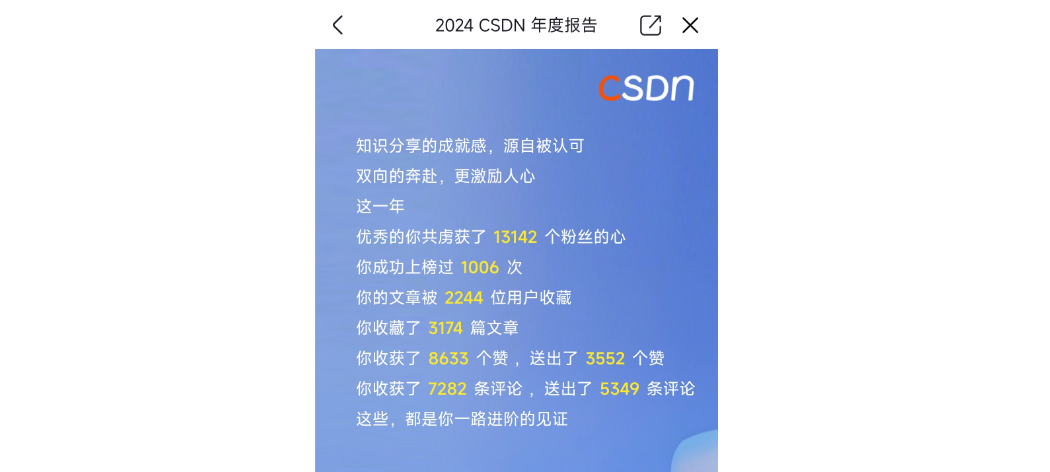 2024 CSDN 年度报告
CSDN
知识分享的成就感，源自被认可
双向的奔赴，更激励人心
这一年
优秀的你共虏获了 13142 个粉丝的心
你成功上榜过 1006 次
你的文章被 2244 位用户收藏
你收藏了 3174 篇文章
你收获了 8633 个赞 ，送出了 3552 个赞
你收获了 7282 条评论 ，送出了 5349 条评论
这些，都是你一路进阶的见证